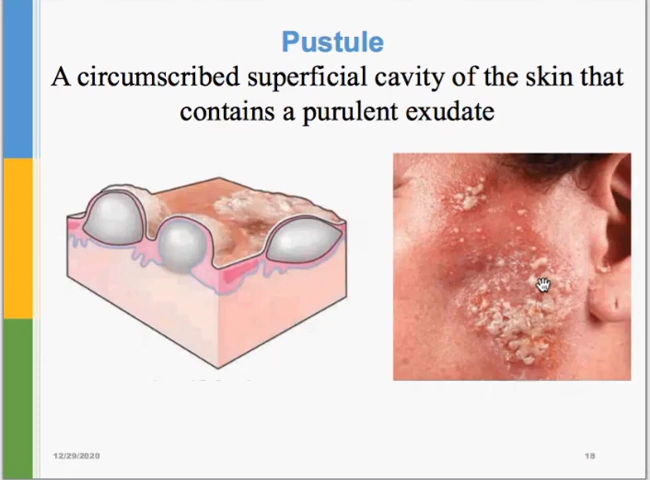 Pustule
A circumscribed superficial cavity of the skin that
contains a purulent exudate
12/29/2020
18